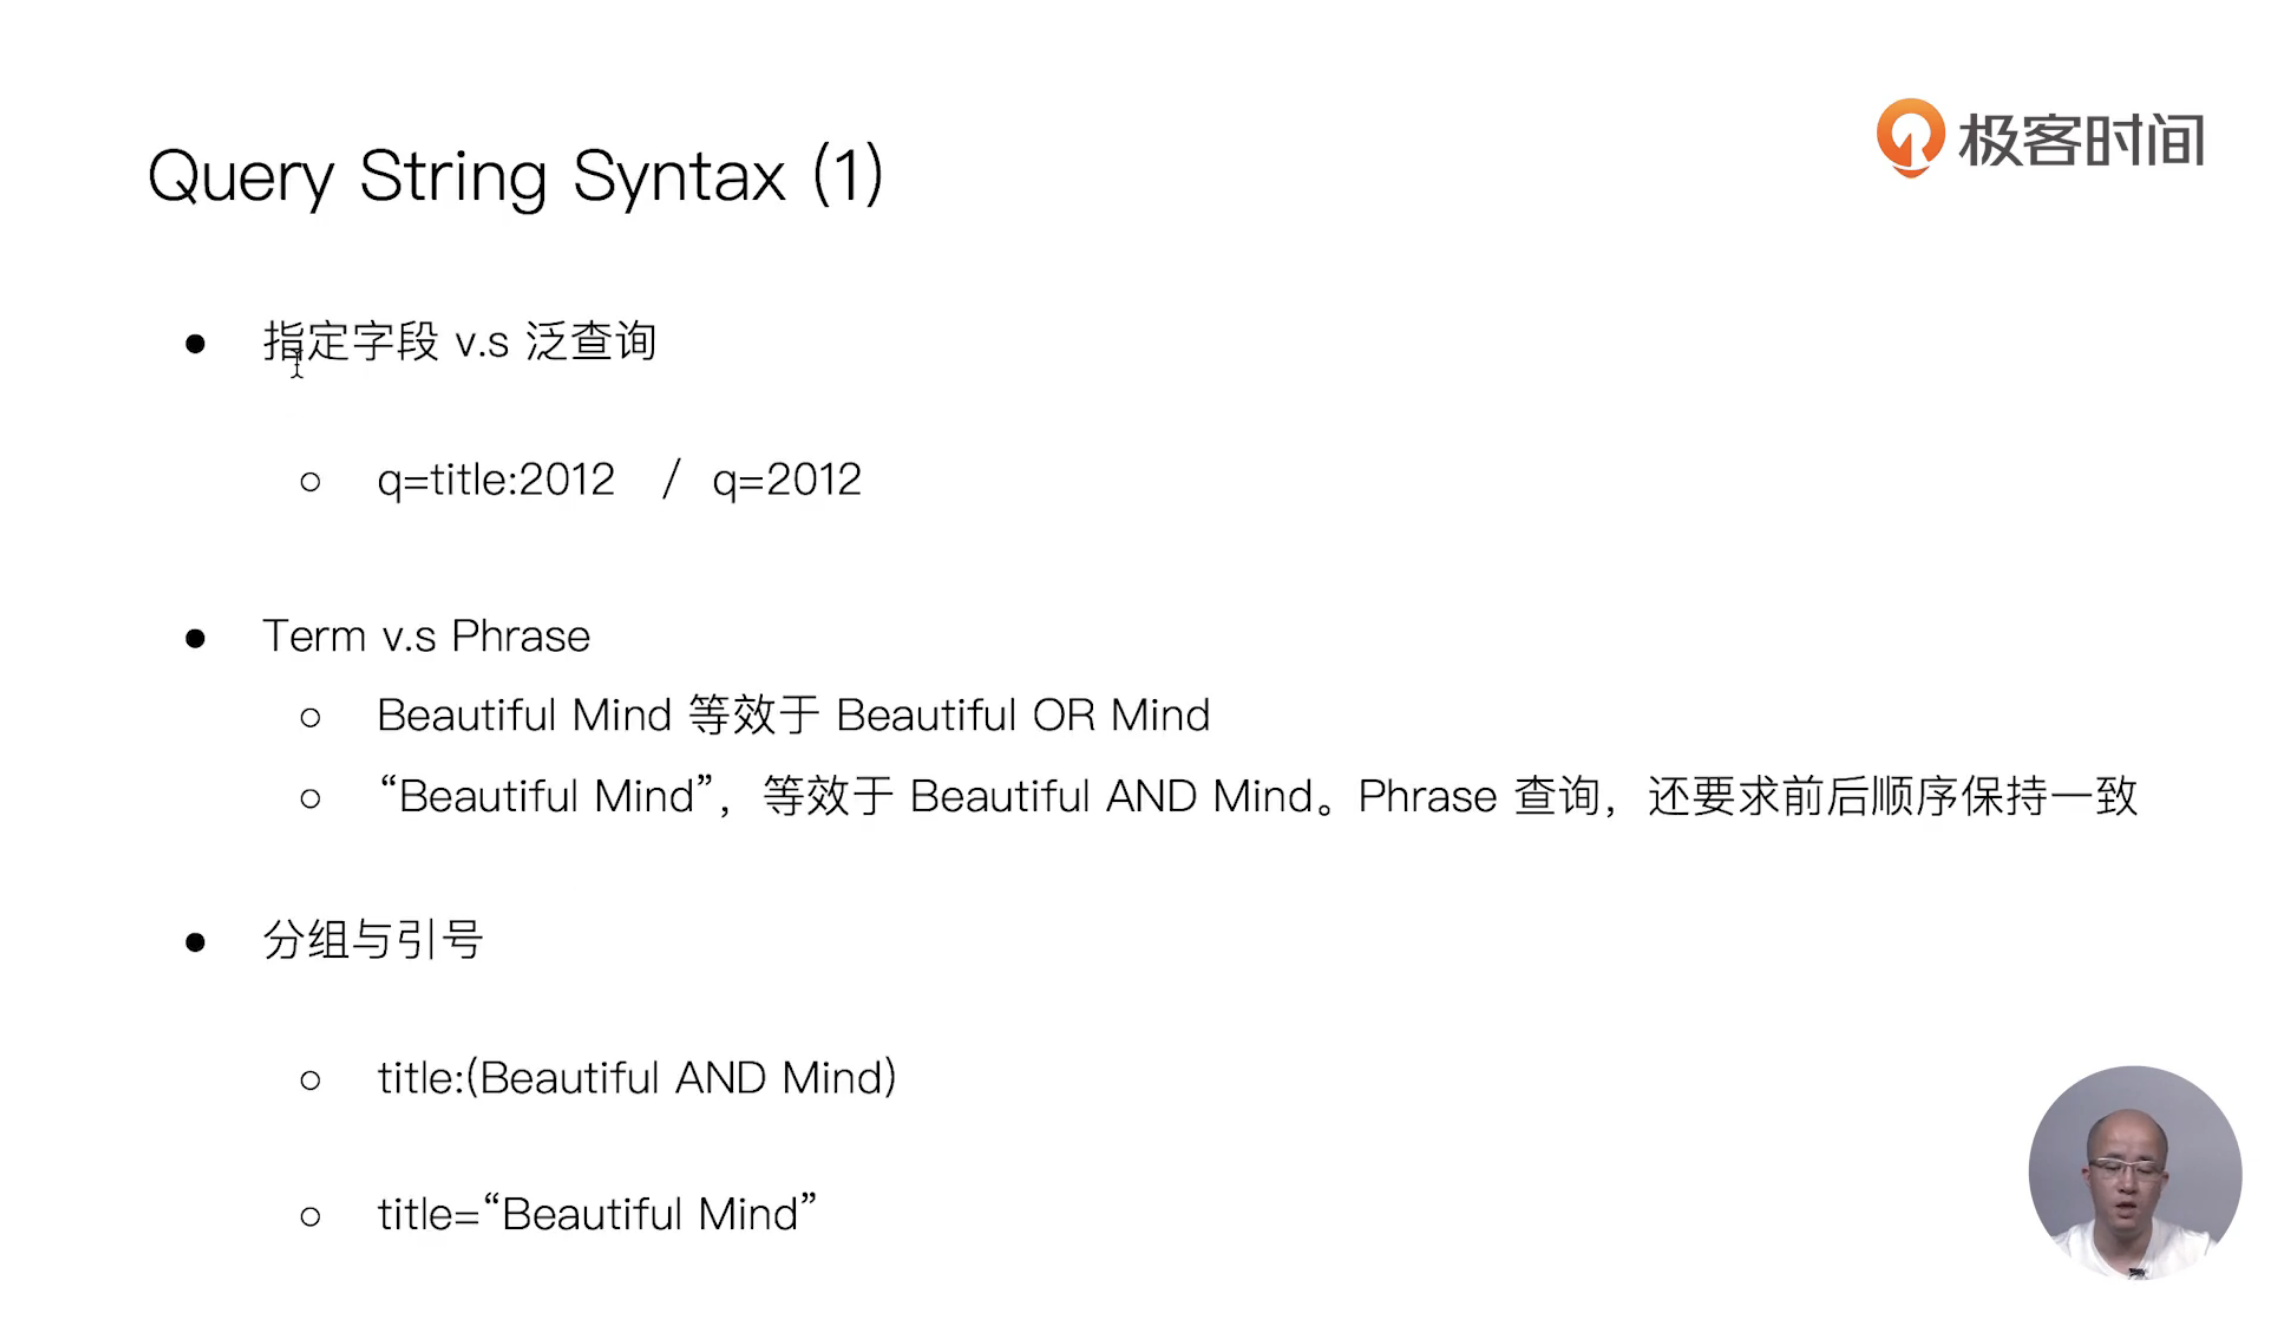 极客时间
Query String Syntax (1)
指定字段 v.s 泛查询
q=title:2012 / q=2012
Term v.s Phrase
Beautiful Mind 等效于 Beautiful OR Mind
“Beautiful Mind”，等效于 Beautiful AND Mind。Phrase 查询，还要求前后顺序保持一致
分组与引号
title:(Beautiful AND Mind)
title=“Beautiful Mind”